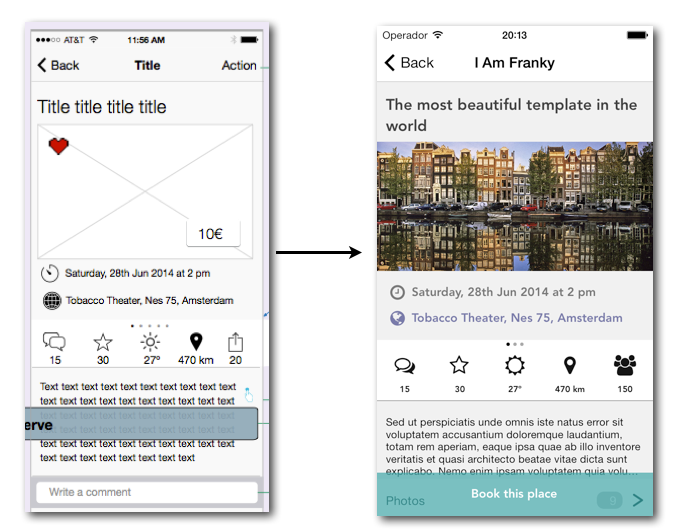 AT&T 11:56 AM
Back Title Action
Title title title title
10€
Saturday, 28th Jun 2014 at 2 pm
Tobacco Theater, Nes 75, Amsterdam
15 30 27° 470 km 20
Text text text text text text text text text
text text text text text text text text text
text text text text text text text text text
erve
text text text text text text text text text
text text text text text text text text text
text text text text text text text
Write a comment
Operador 20:13
Back I Am Franky
The most beautiful template in the
world
Saturday, 28th Jun 2014 at 2 pm
Tobacco Theater, Nes 75, Amsterdam
15 30 27° 470 km 150
Sed ut perspiciatis unde omnis iste natus error sit
voluptatem accusantium doloremque laudantium,
totam rem aperiam, eaque ipsa quae ab illo inventore
veritatis et quasi architecto beatae vitae dicta sunt
explicabo. Nemo enim ipsam voluptatem quia volu...
Book this place
Photos 9